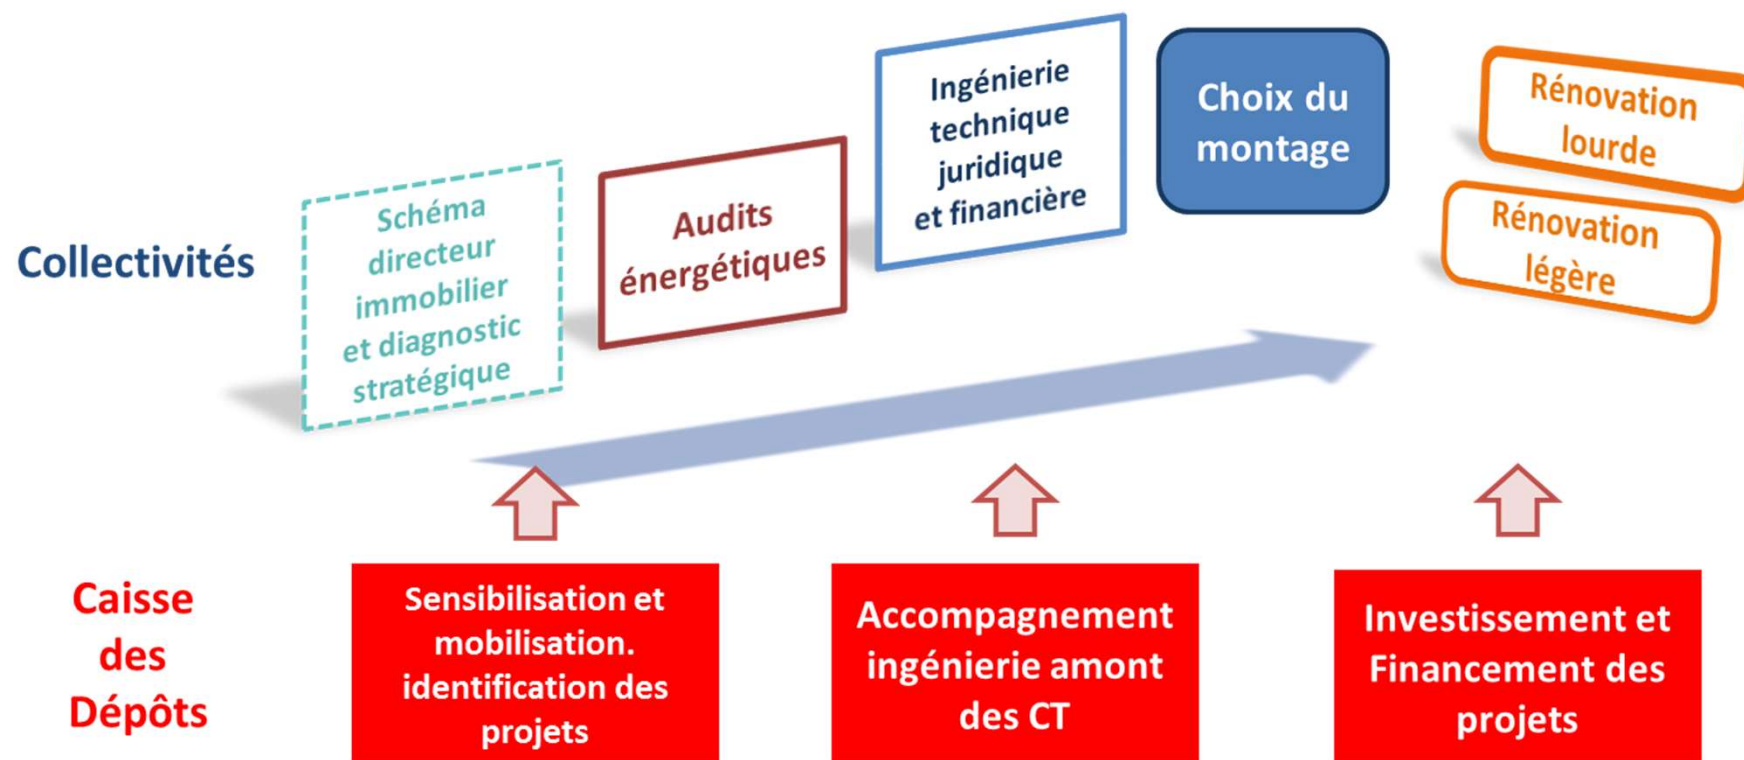 Collectivités
Schéma
directeur
immobilier
et diagnostic
stratégique
Audits
énergétiques
Ingénierie
technique
juridique
et financière
Choix du
montage
Rénovation
lourde
Rénovation
légère
Caisse
des
Dépôts
Sensibilisation et
mobilisation.
identification des
projets
Accompagnement
ingénierie amont
des CT
Investissement et
Financement des
projets